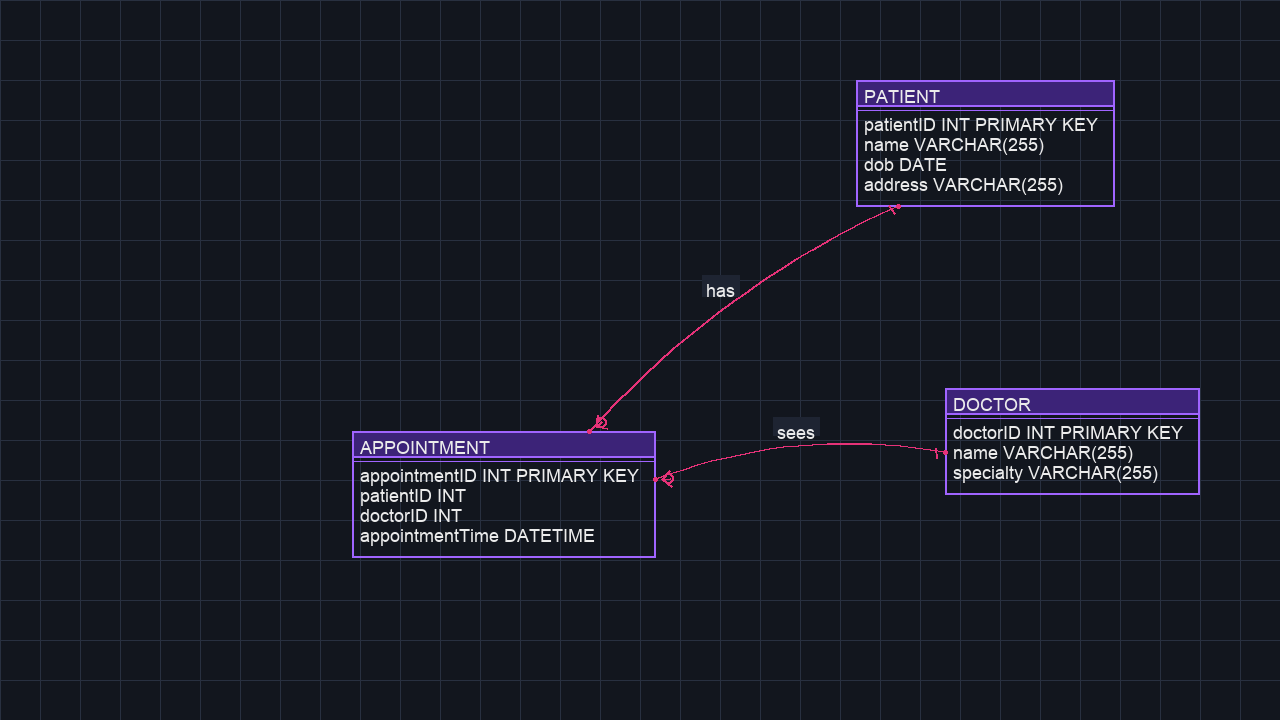 PATIENT
patientID INT PRIMARY KEY
name VARCHAR(255)
dob DATE
address VARCHAR(255)
has
DOCTOR
doctorID INT PRIMARY KEY
name VARCHAR(255)
specialty VARCHAR(255)
sees
APPOINTMENT
appointmentID INT PRIMARY KEY
patientID INT
doctorID INT
appointmentTime DATETIME